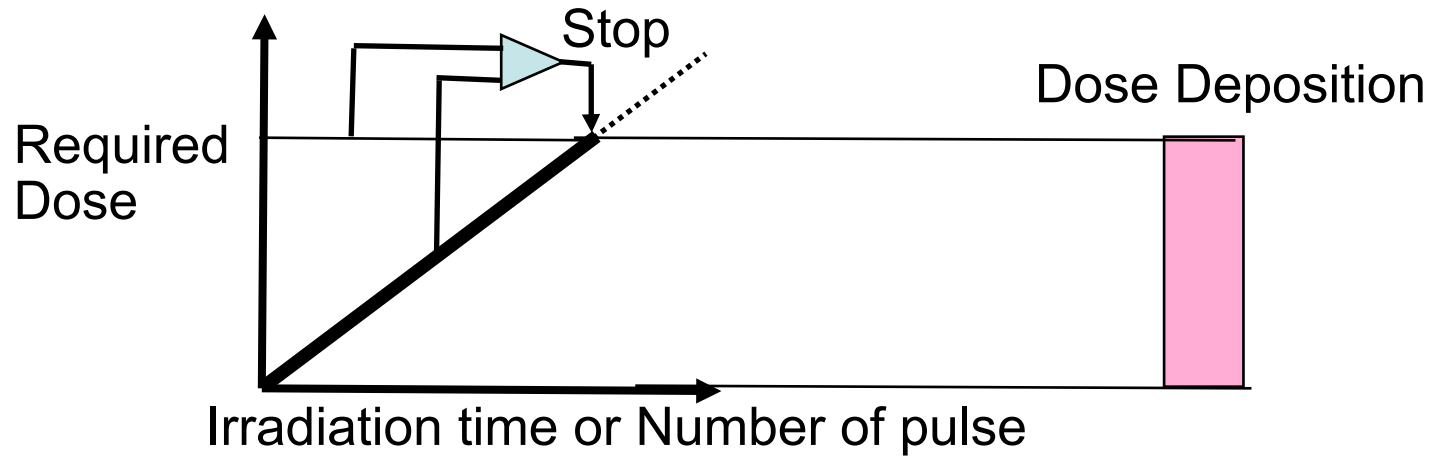 Stop
Dose Deposition
Required
Dose
Irradiation time or Number of pulse